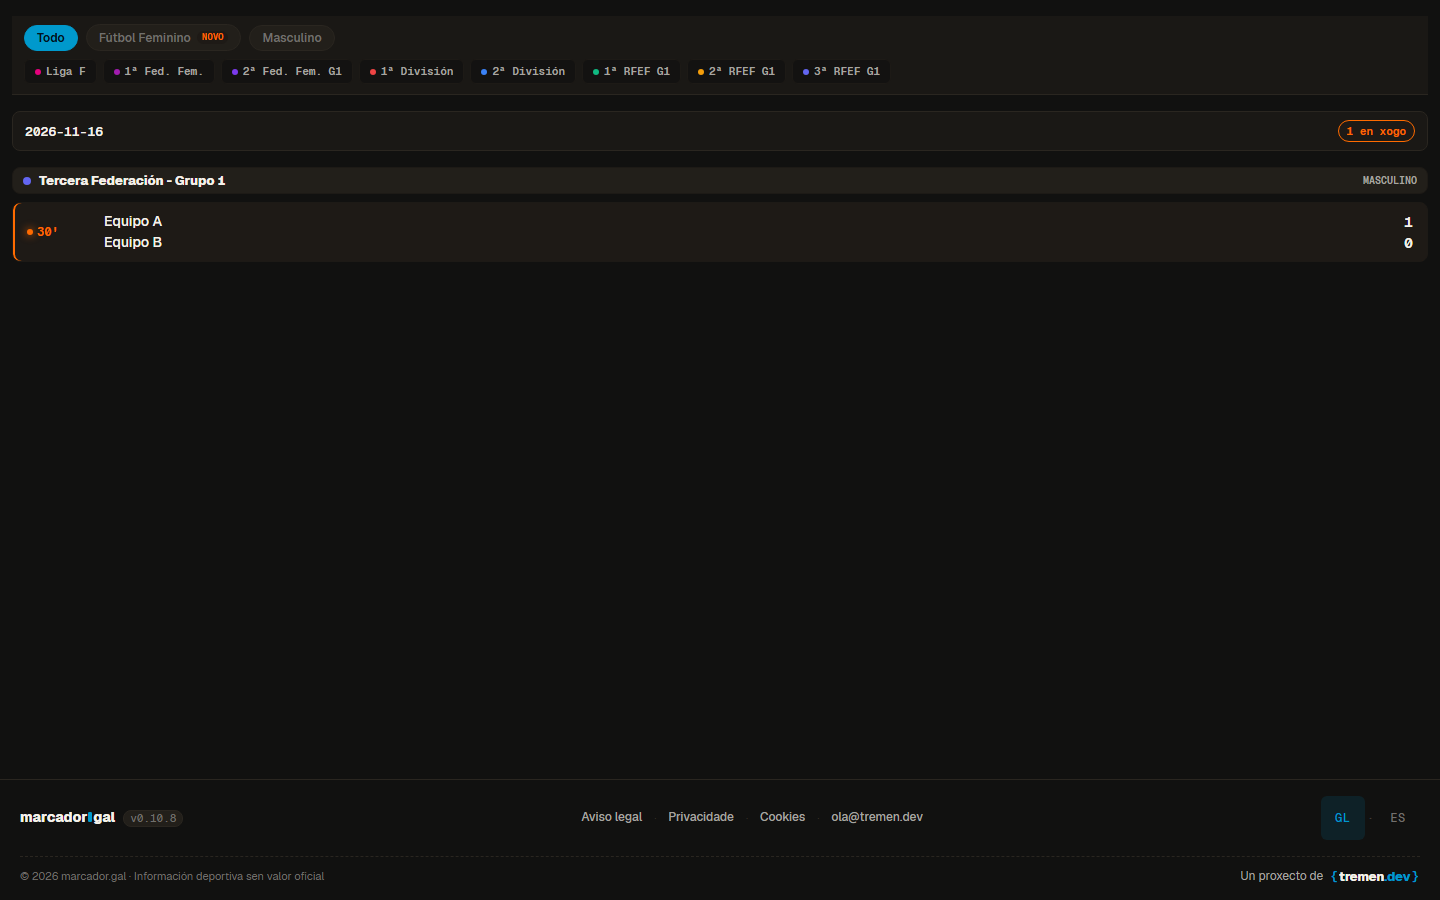 Todo Fútbol Feminino NOVO Masculino
Liga F 1ª Fed. Fem. 2ª Fed. Fem. G1 1ª División 2ª División 1ª RFEF G1 2ª RFEF G1 3ª RFEF G1
2026-11-16 1 en xogo
Tercera Federación - Grupo 1 MASCULINO
30'
Equipo A 1
Equipo B 0
marcador gal v0.10.8 Aviso legal · Privacidade · Cookies · ola@tremen.dev GL · ES
© 2026 marcador.gal · Información deportiva sen valor oficial Un proxecto de {tremen.dev}